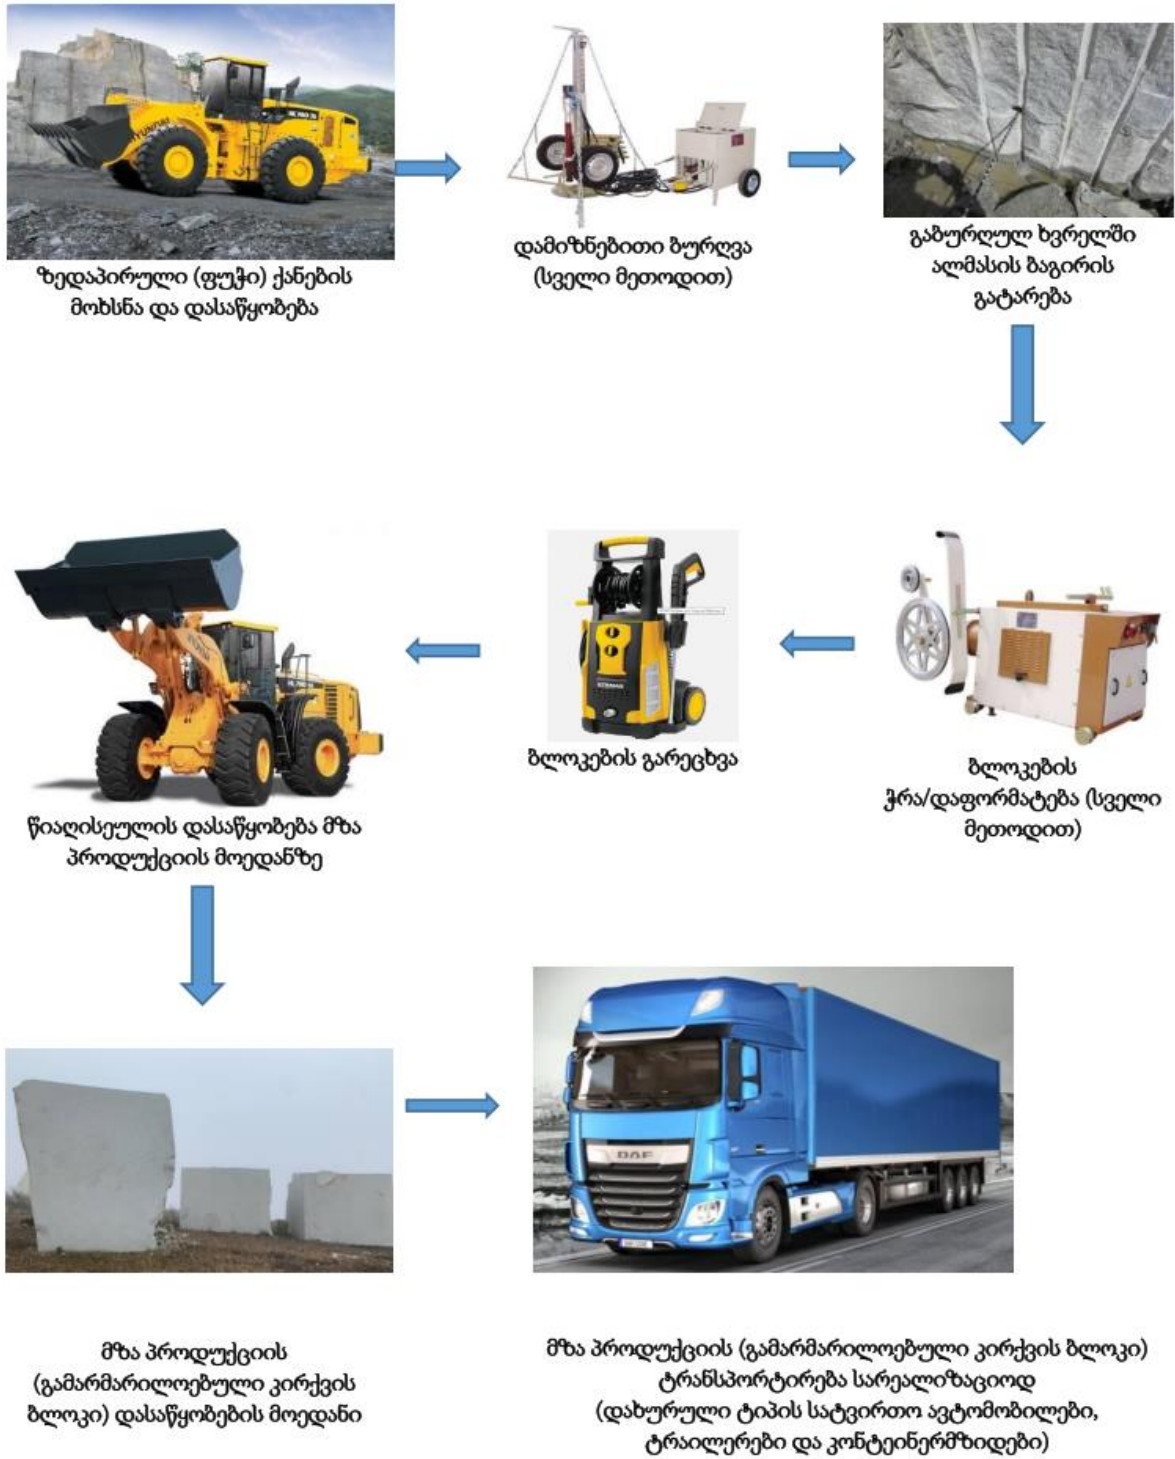 HYUNDAI
ზედაპირული (ფუჭი) ქანების
მოხსნა და დასაწყობება
დამიზნებითი ბურღვა
(სველი მეთოდით)
გაბურღულ ხვრელში
ალმასის ბაგირის
გატარება
ბლოკების
ჭრა/დაფორმატება (სველი
მეთოდით)
ბლოკების გარეცხვა
წიაღისეულის დასაწყობება მზა
პროდუქციის მოედანზე
მზა პროდუქციის
(გამარმარილოებული კირქვის
ბლოკი) დასაწყობების მოედანი
DAF
მზა პროდუქციის (გამარმარილოებული კირქვის ბლოკი)
ტრანსპორტირება სარეალიზაციოდ
(დახურული ტიპის სატვირთო ავტომობილები,
ტრაილერები და კონტეინერმზიდები)